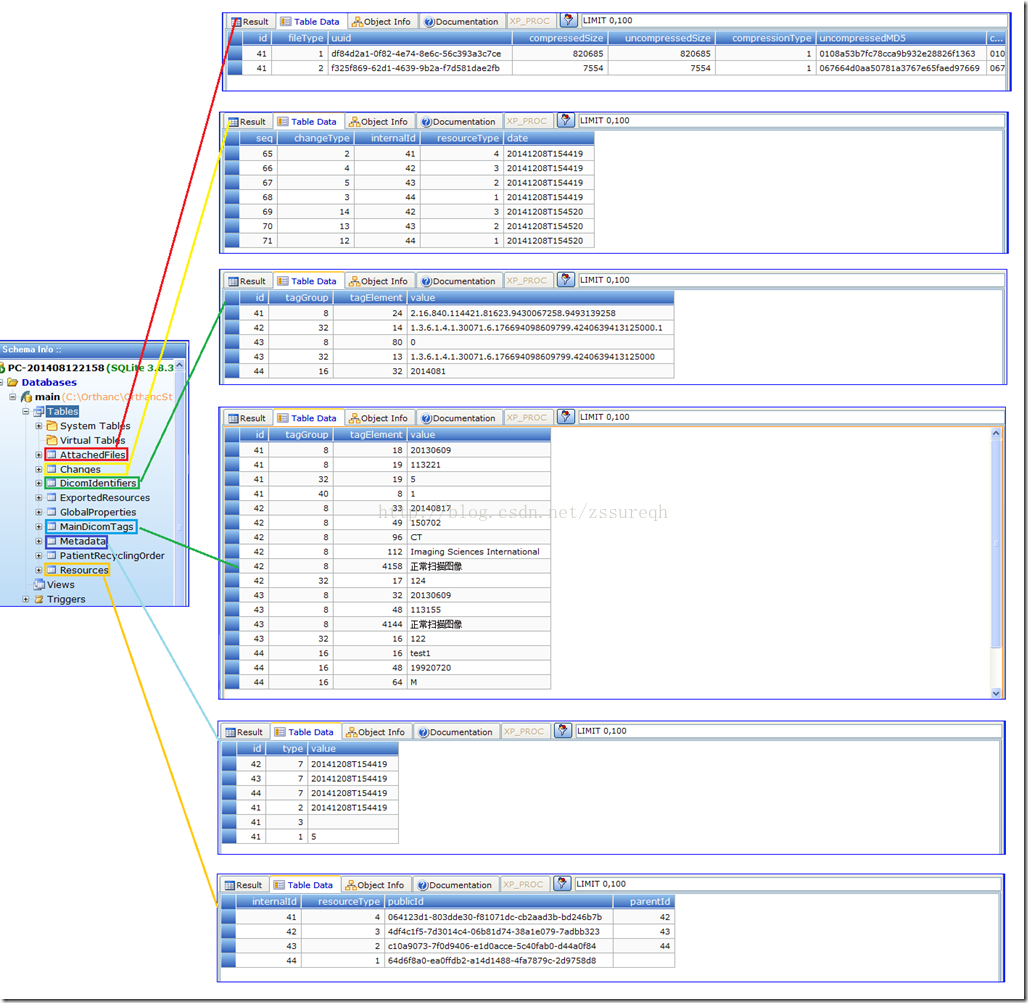 Result Table Data Object Info Documentation XP_PROC LIMIT 0,100
id fileType uuid compressedSize uncompressedSize compressionType uncompressedMD5 c...
41 1 df84d2a1-0f82-4e74-8e6c-56c393a3c7ce 820685 820685 1 0108a53b7fc78cca9b932e28826f1363 010
41 2 f325f869-62d1-4639-9b2a-f7d581dae2fb 7554 7554 1 067664d0aa50781a3767e65faed97669 067
Result Table Data Object Info Documentation XP_PROC LIMIT 0,100
seq changeType internalId resourceType date
65 2 41 4 20141208T154419
66 4 42 3 20141208T154419
67 5 43 2 20141208T154419
68 3 44 1 20141208T154419
69 14 42 3 20141208T154520
70 13 43 2 20141208T154520
71 12 44 1 20141208T154520
Result Table Data Object Info Documentation XP_PROC LIMIT 0,100
id tagGroup tagElement value
41 8 24 2.16.840.114421.81623.9430067258.9493139258
42 32 14 1.3.6.1.4.1.30071.6.176694098609799.4240639413125000.1
43 8 80 0
43 32 13 1.3.6.1.4.1.30071.6.176694098609799.4240639413125000
44 16 32 2014081
Schema Info ::
PC-201408122158 (SQLite 3.8.3
Databases
main (C:\Orthanc\OrthancSt
Tables
System Tables
Virtual Tables
AttachedFiles
Changes
DicomIdentifiers
ExportedResources
GlobalProperties
MainDicomTags
Metadata
PatientRecyclingOrder
Resources
Views
Triggers
Result Table Data Object Info Documentation XP_PROC LIMIT 0,100
id tagGroup tagElement value
41 8 18 20130609
41 8 19 113221
41 32 19 5
41 40 8 1
42 8 33 20140817
42 8 49 150702
42 8 96 CT
42 8 112 Imaging Sciences International
42 8 4158 正常扫描图像
42 32 17 124
43 8 32 20130609
43 8 48 113155
43 8 4144 正常扫描图像
43 32 16 122
44 16 16 test1
44 16 48 19920720
44 16 64 M
http://blog.csdn.net/zssureqh
Result Table Data Object Info Documentation XP_PROC LIMIT 0,100
id type value
42 7 20141208T154419
43 7 20141208T154419
44 7 20141208T154419
41 2 20141208T154419
41 3
41 1 5
Result Table Data Object Info Documentation XP_PROC LIMIT 0,100
internalId resourceType publicId parentId
41 4 064123d1-803dde30-f81071dc-cb2aad3b-bd246b7b 42
42 3 4df4c1f5-7d3014c4-06b81d74-38a1e079-7adbb323 43
43 2 c10a9073-7f0d9406-e1d0acce-5c40fab0-d44a0f84 44
44 1 64d6f8a0-ea0ffdb2-a14d1488-4fa7879c-2d9758d8